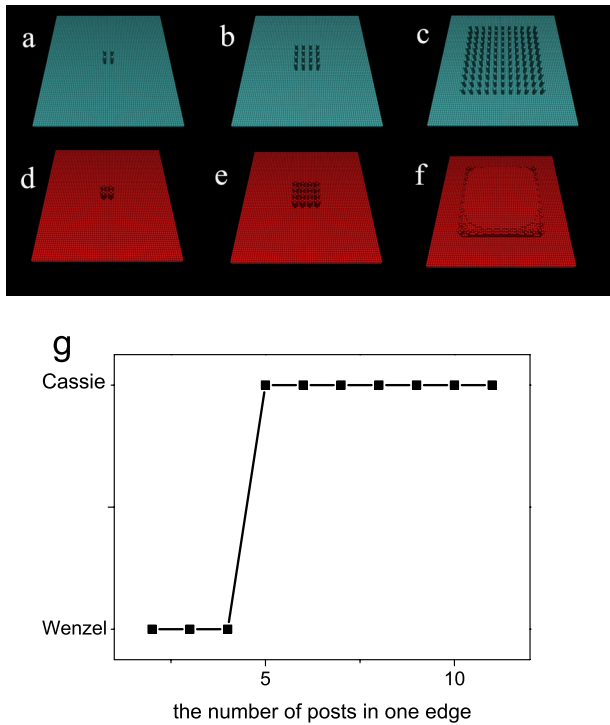 a b c
d e f
g
Cassie
Wenzel
5 10
the number of posts in one edge